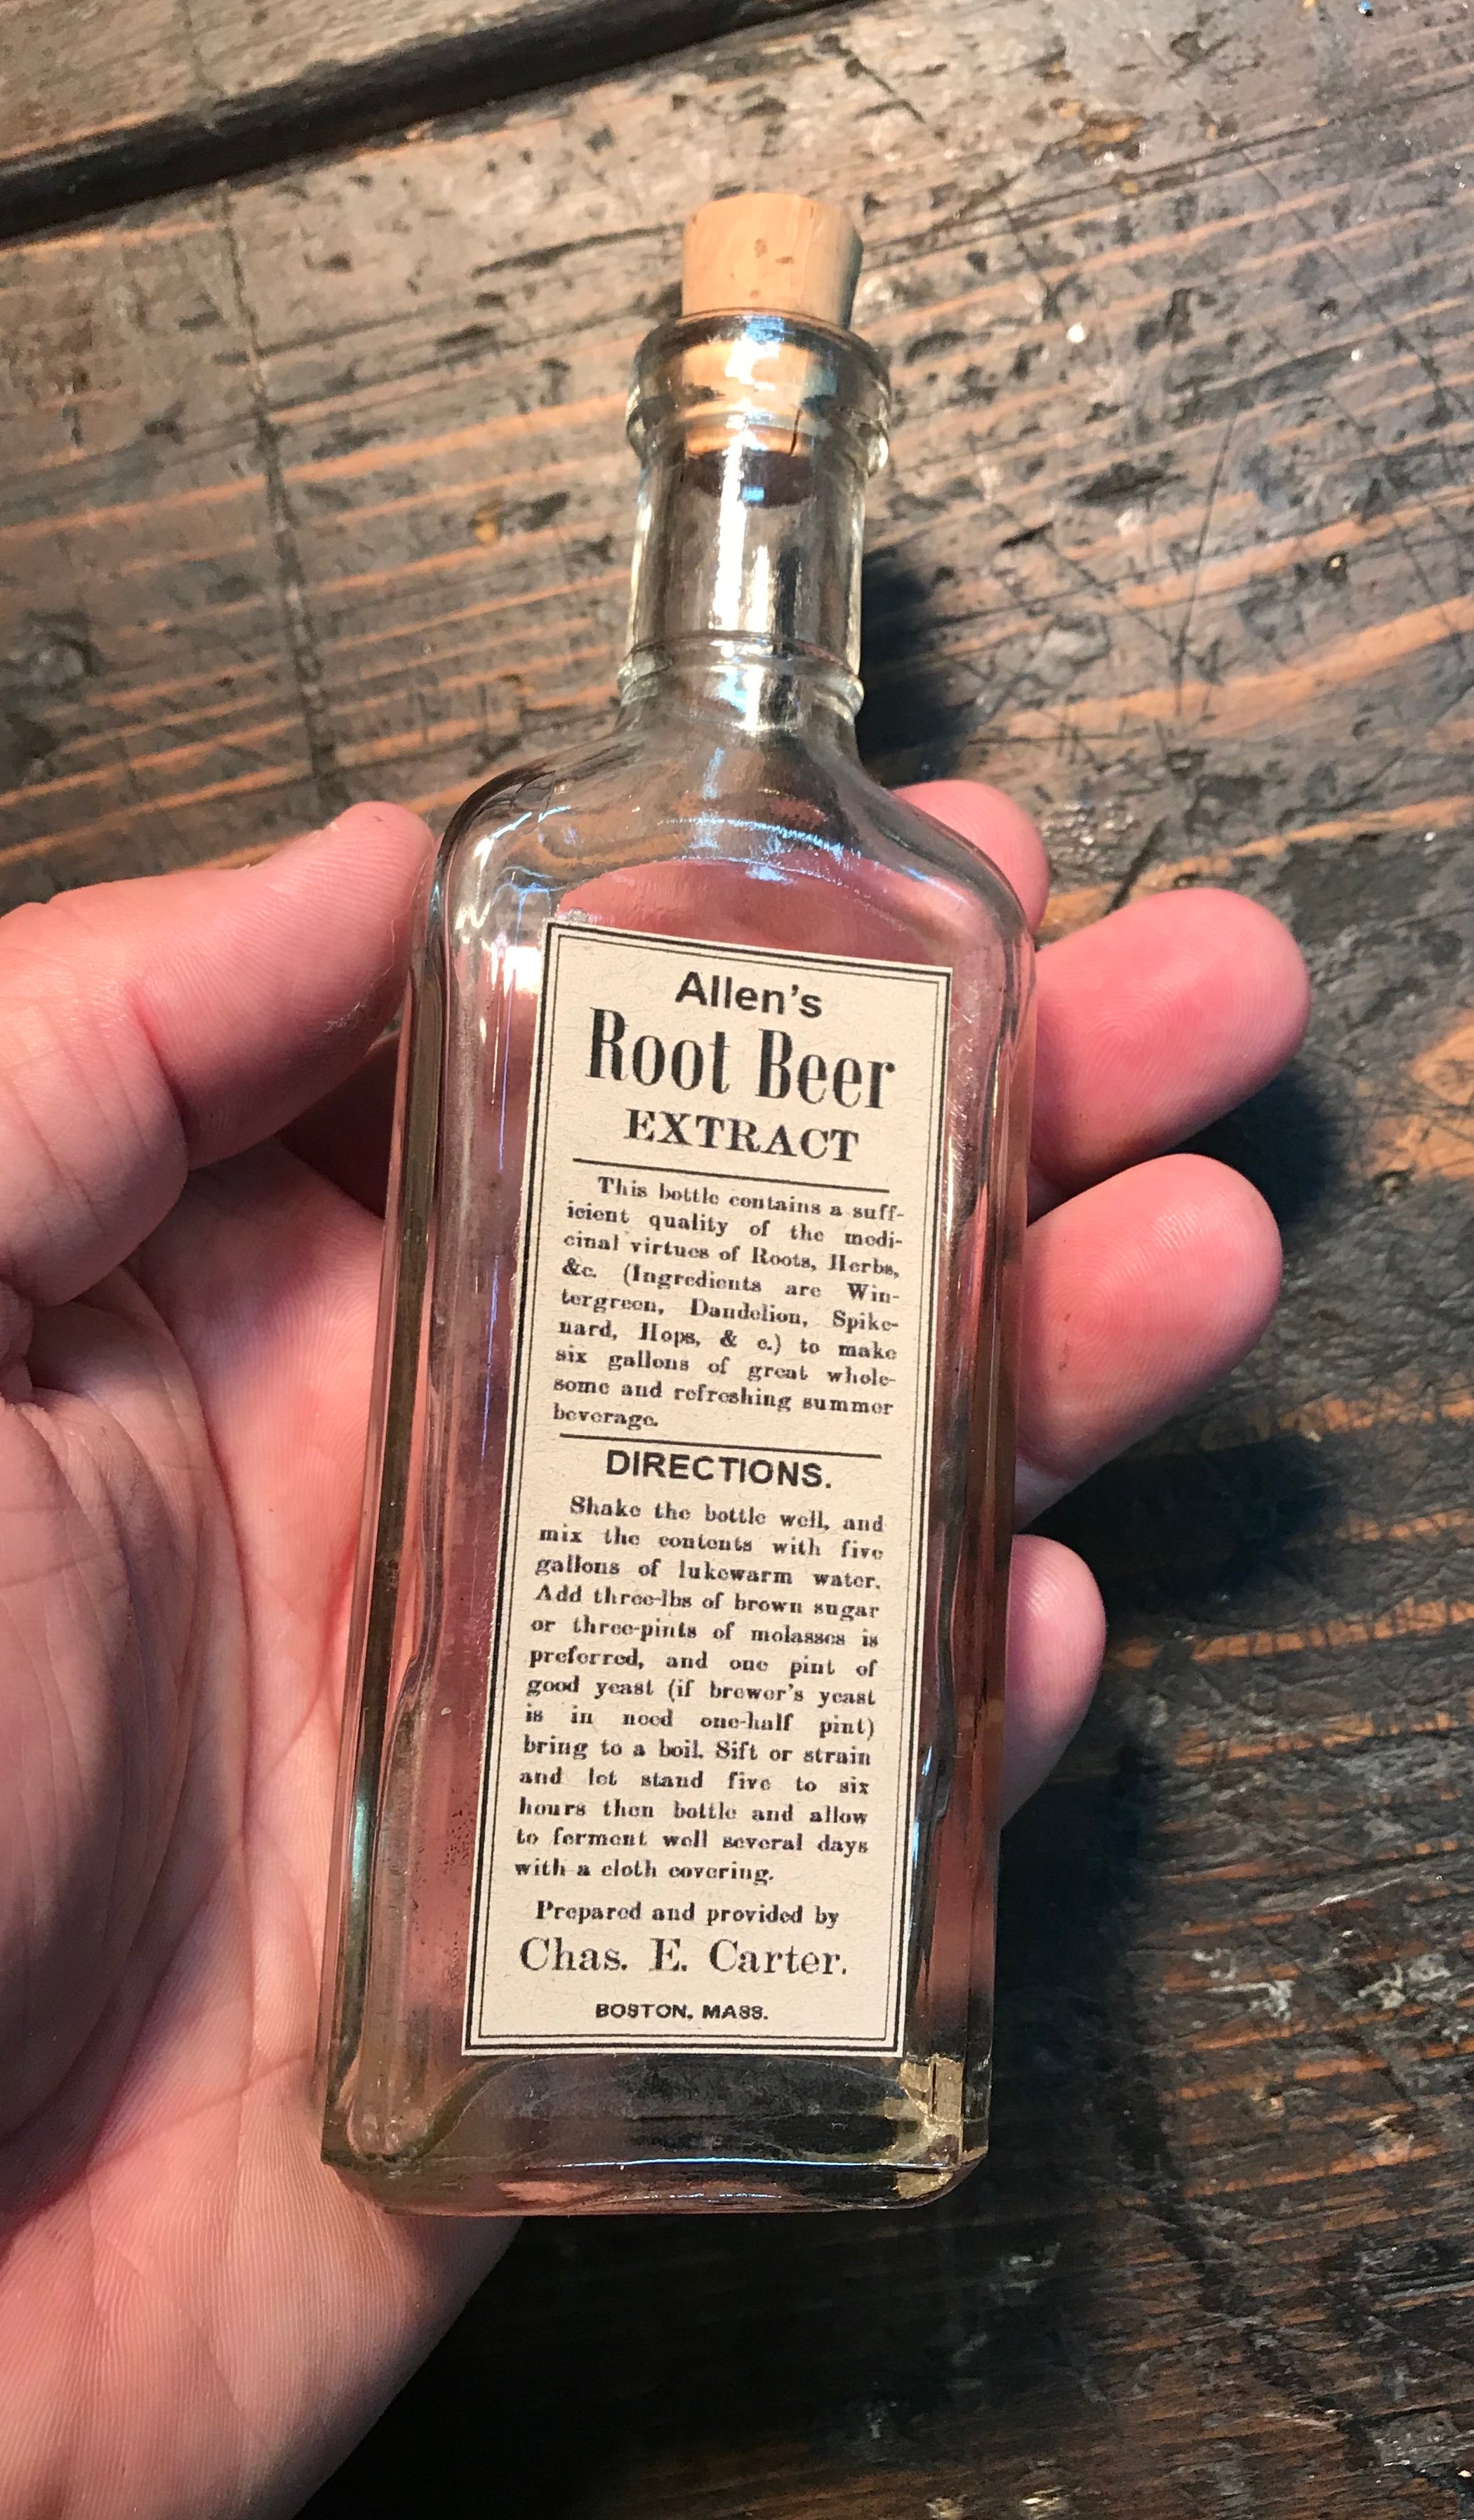 Allen's
Root Beer
EXTRACT
This bottle contains a suff-
icient quality of the medi-
cinal virtues of Roots, Herbs,
&c. (Ingredients are Win-
tergreen, Dandelion, Spike-
nard, Hops, & c.) to make
six gallons of great whole-
some and refreshing summer
beverage.
DIRECTIONS.
Shake the bottle well, and
mix the contents with five
gallons of lukewarm water.
Add three-lbs of brown sugar
or three-pints of molasses is
preferred, and one pint of
good yeast (if brewer's yeast
is in need one-half pint)
bring to a boil. Sift or strain
and let stand five to six
hours then bottle and allow
to ferment well several days
with a cloth covering.
Prepared and provided by
Chas. E. Carter.
BOSTON, MASS.